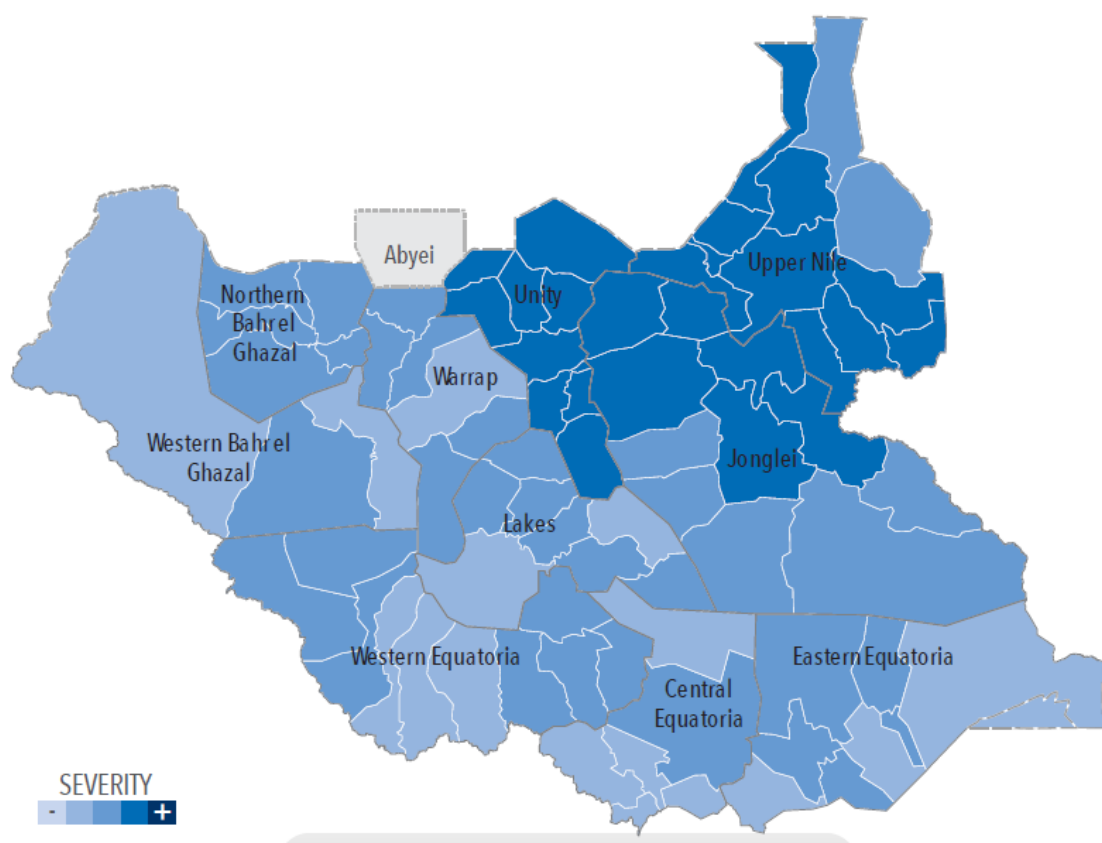 Abyei
Upper Nile
Northern
Bahrel
Ghazal
Unity
Warrap
Western Bahrel
Ghazal
Jonglei
Lakes
Western Equatoria
Eastern Equatoria
Central
Equatoria
SEVERITY
- +